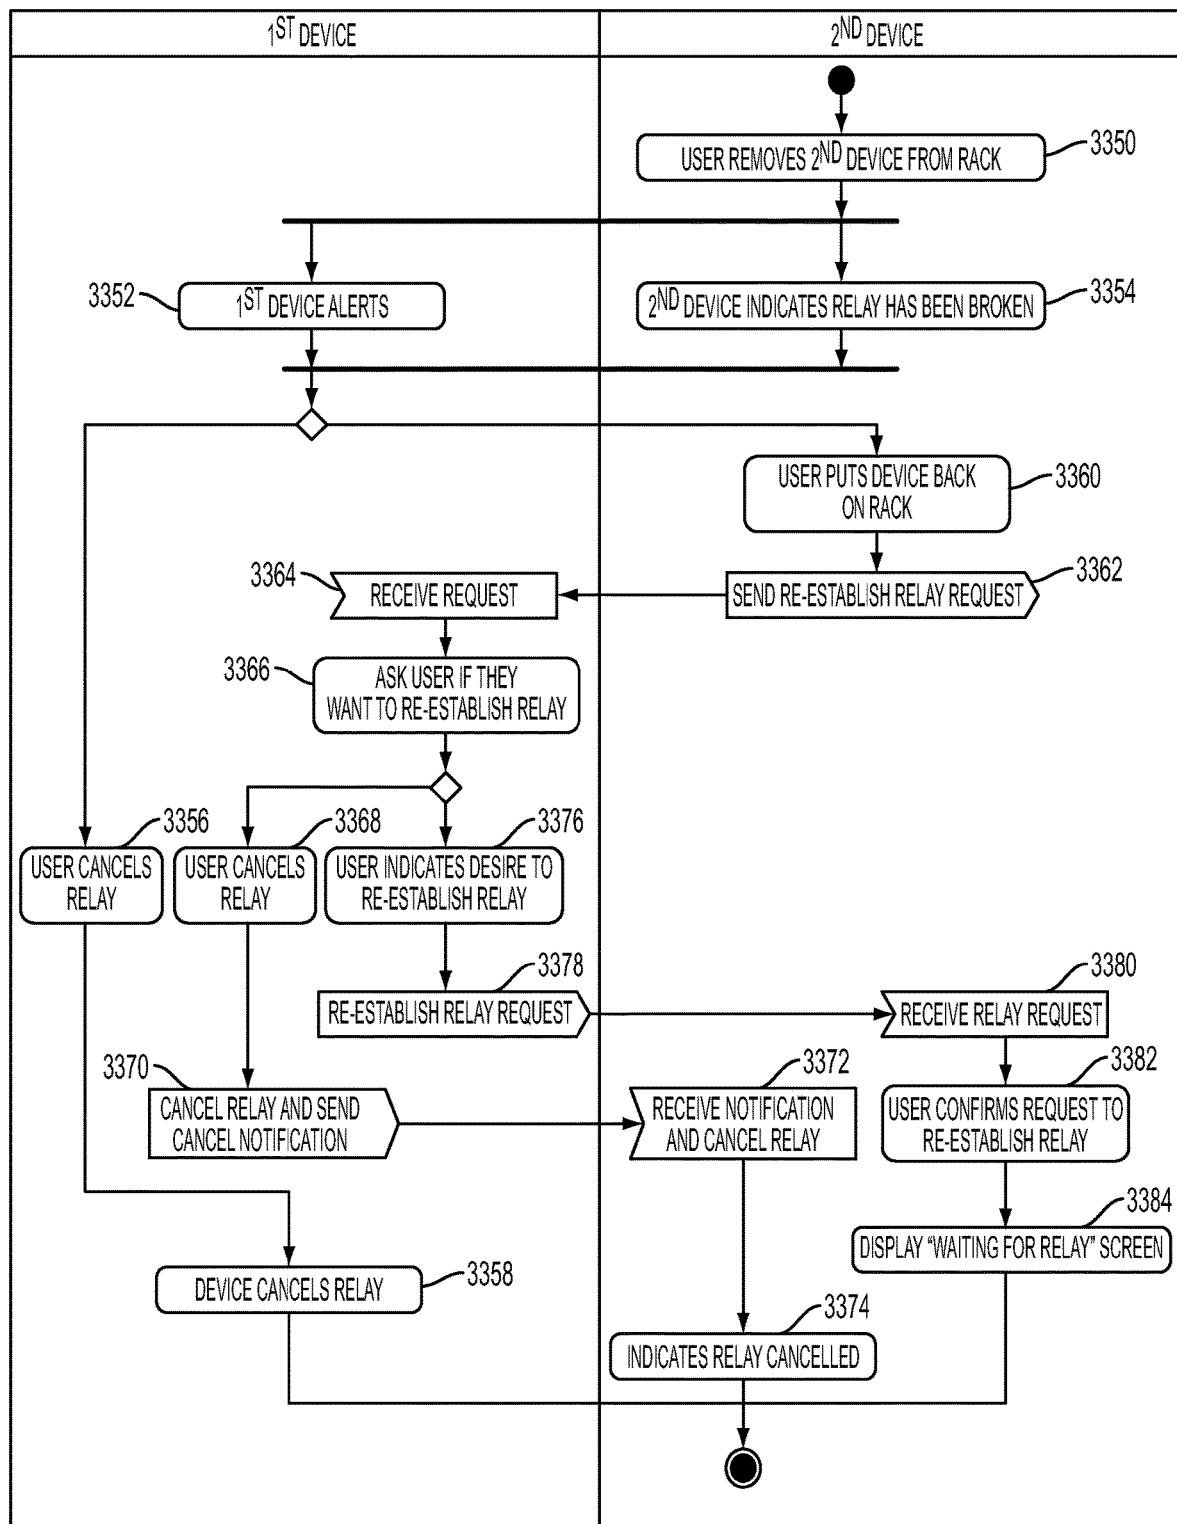 1ST DEVICE
2ND DEVICE
USER REMOVES 2ND DEVICE FROM RACK
3350
3352
1ST DEVICE ALERTS
2ND DEVICE INDICATES RELAY HAS BEEN BROKEN
3354
USER PUTS DEVICE BACK
ON RACK
3360
3364
RECEIVE REQUEST
SEND RE-ESTABLISH RELAY REQUEST
3362
3366
ASK USER IF THEY
WANT TO RE-ESTABLISH RELAY
3356
3368
3376
USER CANCELS
RELAY
USER CANCELS
RELAY
USER INDICATES DESIRE TO
RE-ESTABLISH RELAY
3378
RE-ESTABLISH RELAY REQUEST
3380
RECEIVE RELAY REQUEST
3370
CANCEL RELAY AND SEND
CANCEL NOTIFICATION
3372
RECEIVE NOTIFICATION
AND CANCEL RELAY
3382
USER CONFIRMS REQUEST TO
RE-ESTABLISH RELAY
3384
DISPLAY “WAITING FOR RELAY” SCREEN
DEVICE CANCELS RELAY
3358
3374
INDICATES RELAY CANCELLED